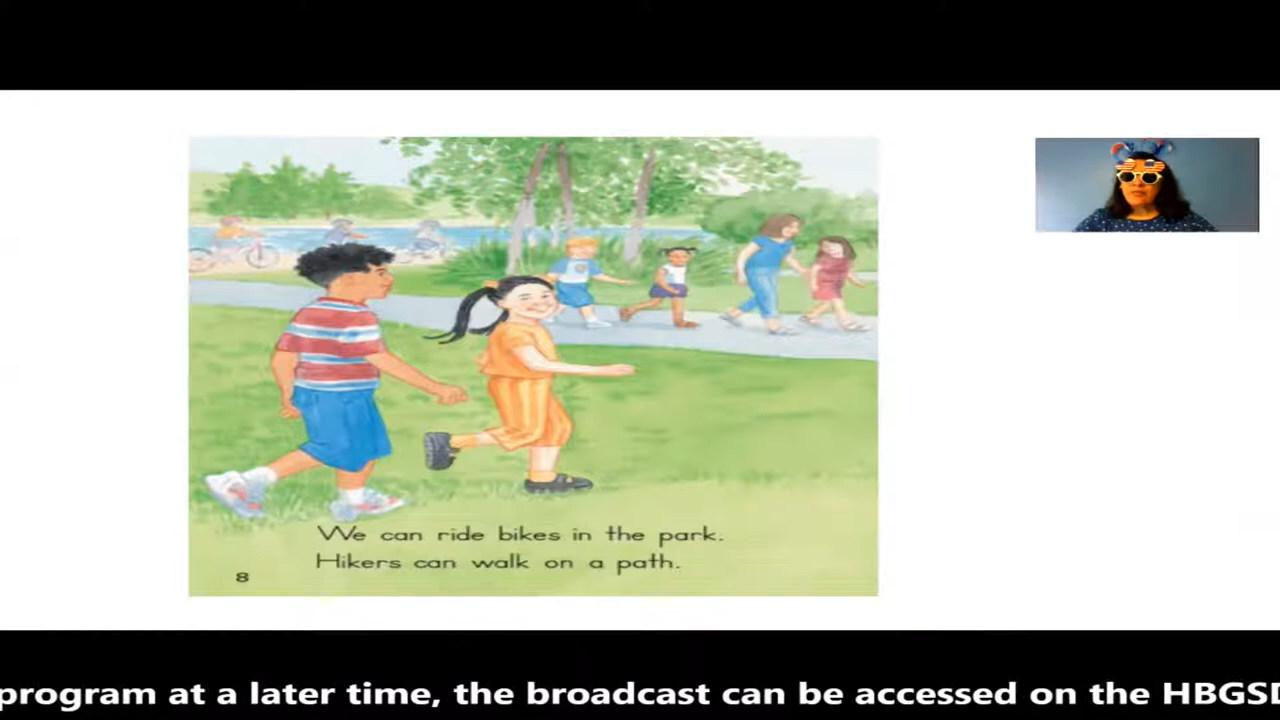 We can ride bikes in the park.
Hikers can walk on a path.
8
program at a later time, the broadcast can be accessed on the HBGSD